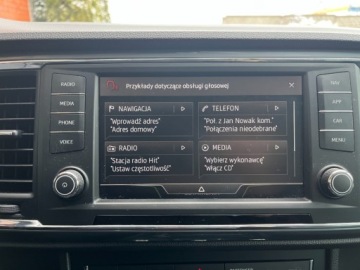 Przykłady dotyczące obsługi głosowej
RADIO
MEDIA
PHONE
VOICE
NAWIGACJA
"Wprowadź adres"
"Adres domowy"
TELEFON
"Poł. z Jan Nowak kom."
"Połączenia nieodebrane"
RADIO
"Stacja radio Hit"
"Ustaw częstotliwość"
MEDIA
"Wybierz wykonawcę"
"Włącz CD"
NAV
APP
CAR
MENU